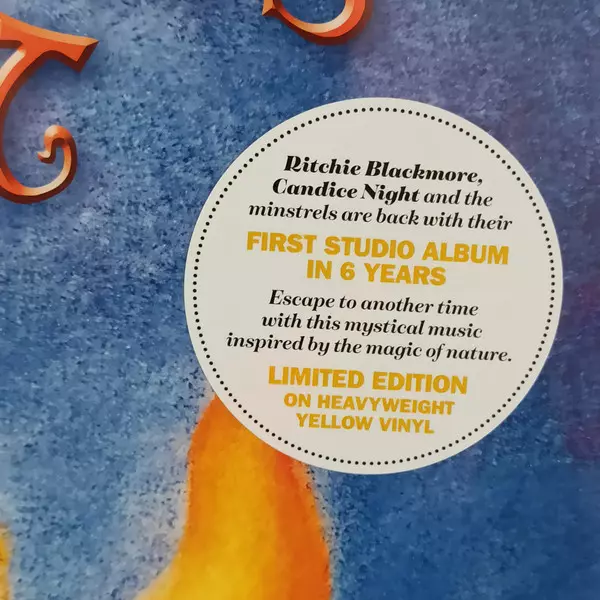 Ritchie Blackmore,
Candice Night and the
minstrels are back with their
FIRST STUDIO ALBUM
IN 6 YEARS
Escape to another time
with this mystical music
inspired by the magic of nature.
LIMITED EDITION
ON HEAVYWEIGHT
YELLOW VINYL